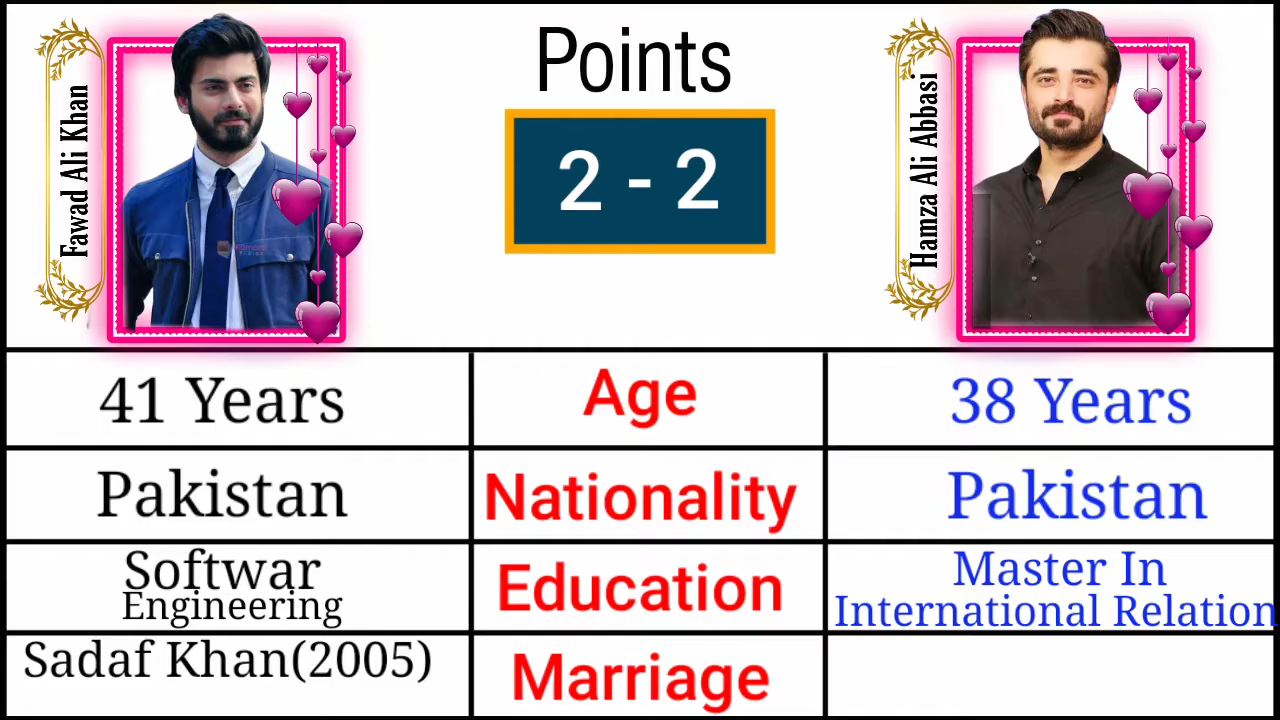 Fawad Ali Khan
Points
2 - 2
Hamza Ali Abbasi
41 Years
Age
38 Years
Pakistan
Nationality
Pakistan
Softwar
Engineering
Education
Master In
International Relation
Sadaf Khan(2005)
Marriage